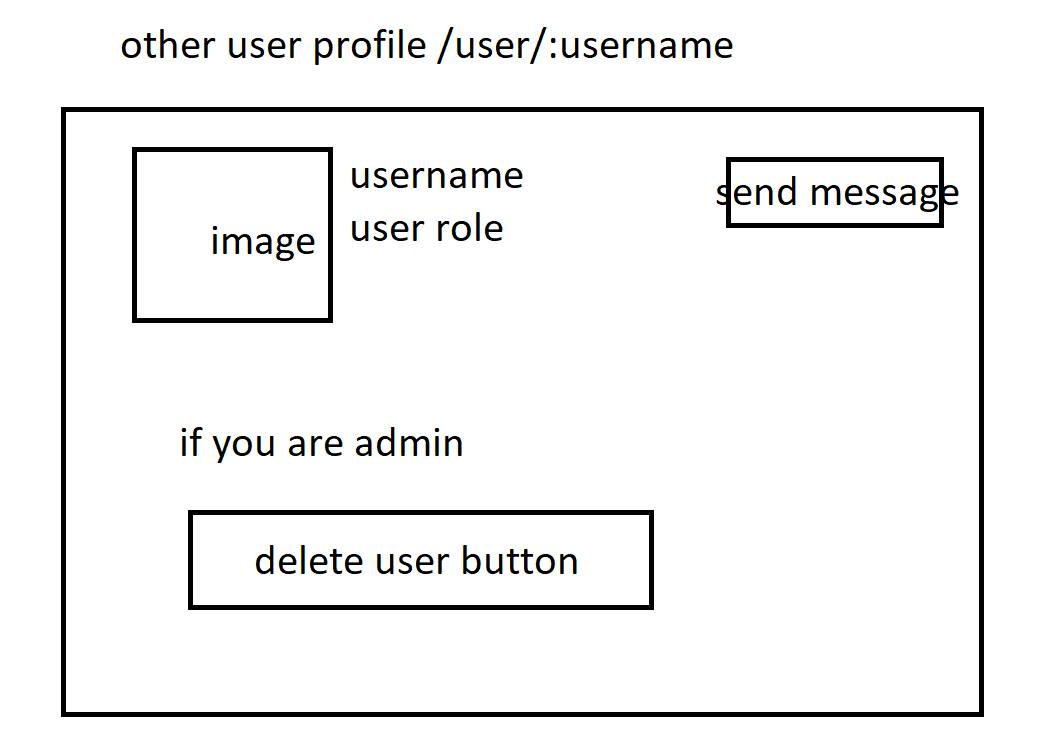 other user profile /user/:username
username
send message
user role
image
if you are admin
delete user button